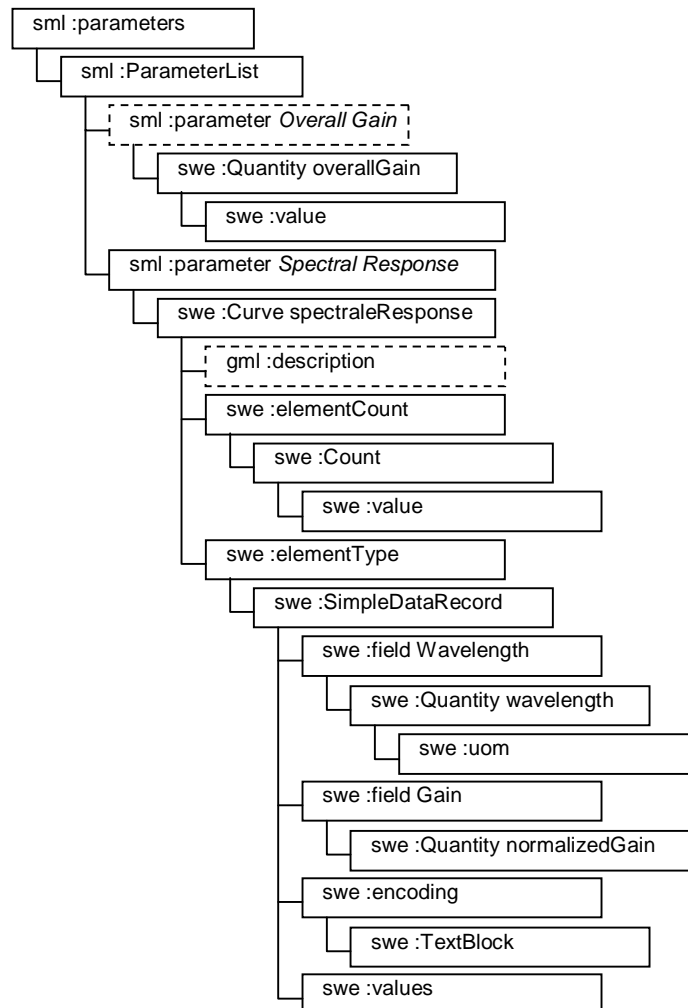 sml :parameters
sml :ParameterList
sml :parameter Overall Gain
swe :Quantity overallGain
swe :value
sml :parameter Spectral Response
swe :Curve spectraleResponse
gml :description
swe :elementCount
swe :Count
swe :value
swe :elementType
swe :SimpleDataRecord
swe :field Wavelength
swe :Quantity wavelength
swe :uom
swe :field Gain
swe :Quantity normalizedGain
swe :encoding
swe :TextBlock
swe :values